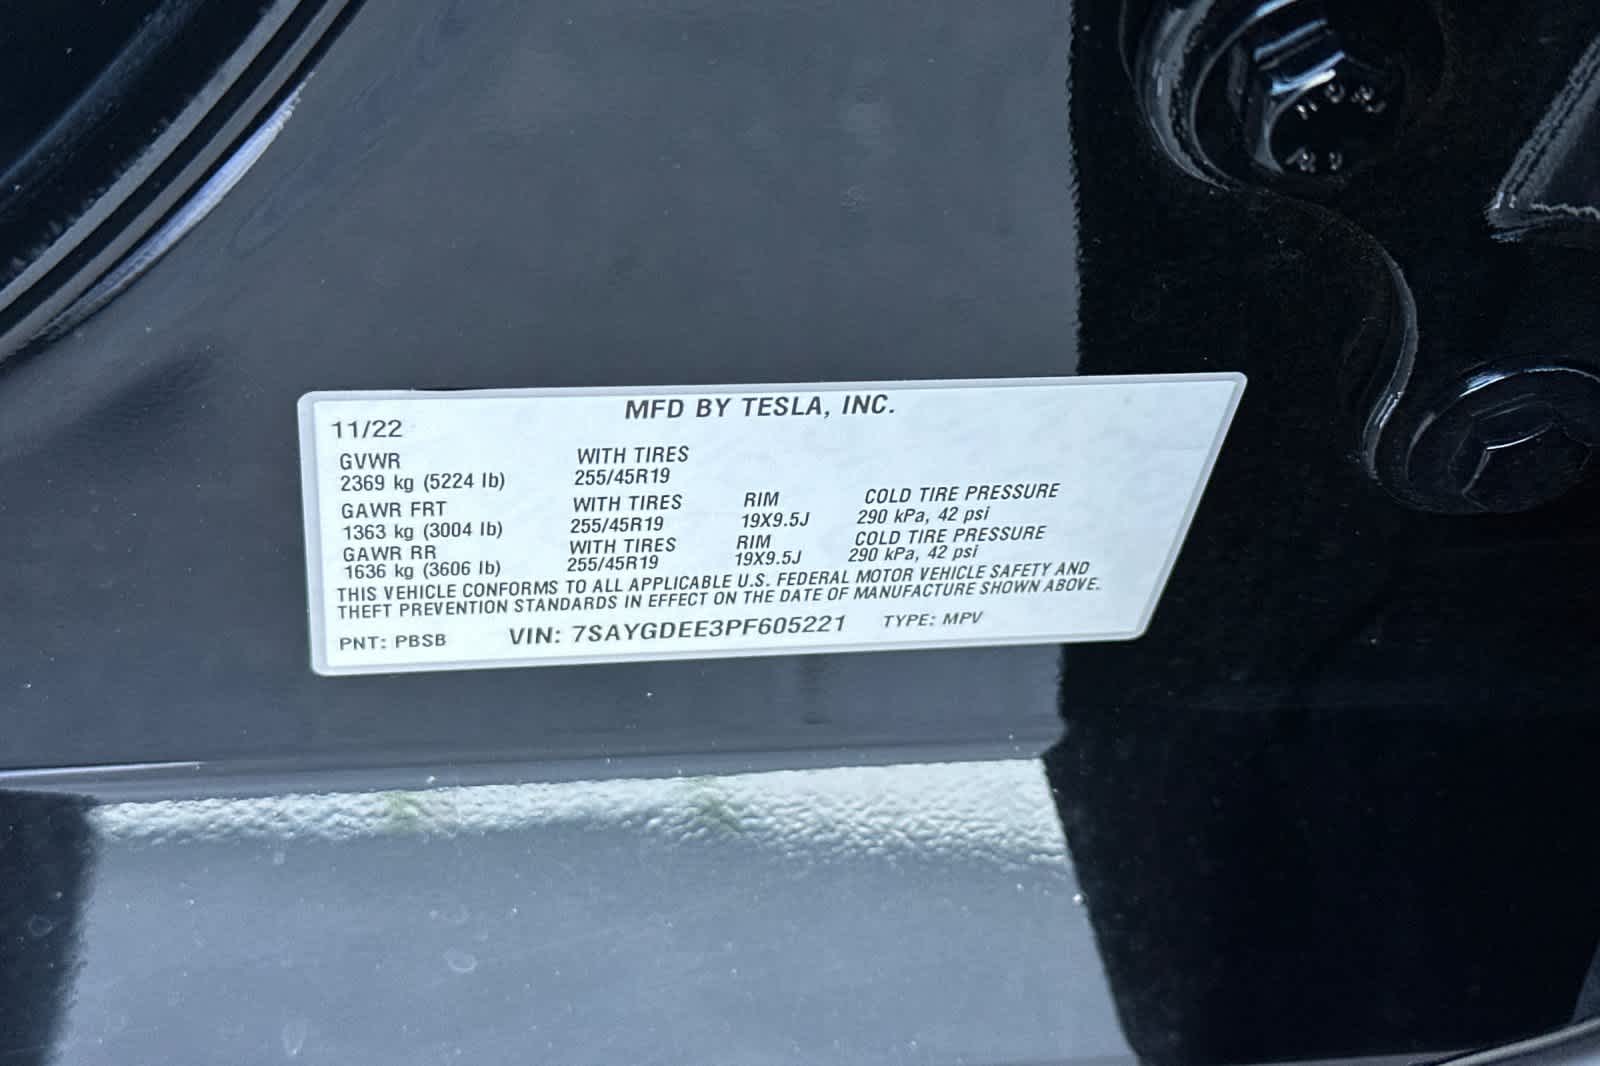 MFD BY TESLA, INC.
11/22
GVWR WITH TIRES
2369 kg (5224 lb) 255/45R19
GAWR FRT WITH TIRES RIM COLD TIRE PRESSURE
1363 kg (3004 lb) 255/45R19 19X9.5J 290 kPa, 42 psi
GAWR RR WITH TIRES RIM COLD TIRE PRESSURE
1636 kg (3606 lb) 255/45R19 19X9.5J 290 kPa, 42 psi
THIS VEHICLE CONFORMS TO ALL APPLICABLE U.S. FEDERAL MOTOR VEHICLE SAFETY AND
THEFT PREVENTION STANDARDS IN EFFECT ON THE DATE OF MANUFACTURE SHOWN ABOVE.
PNT: PBSB VIN: 7SAYGDEE3PF605221 TYPE: MPV